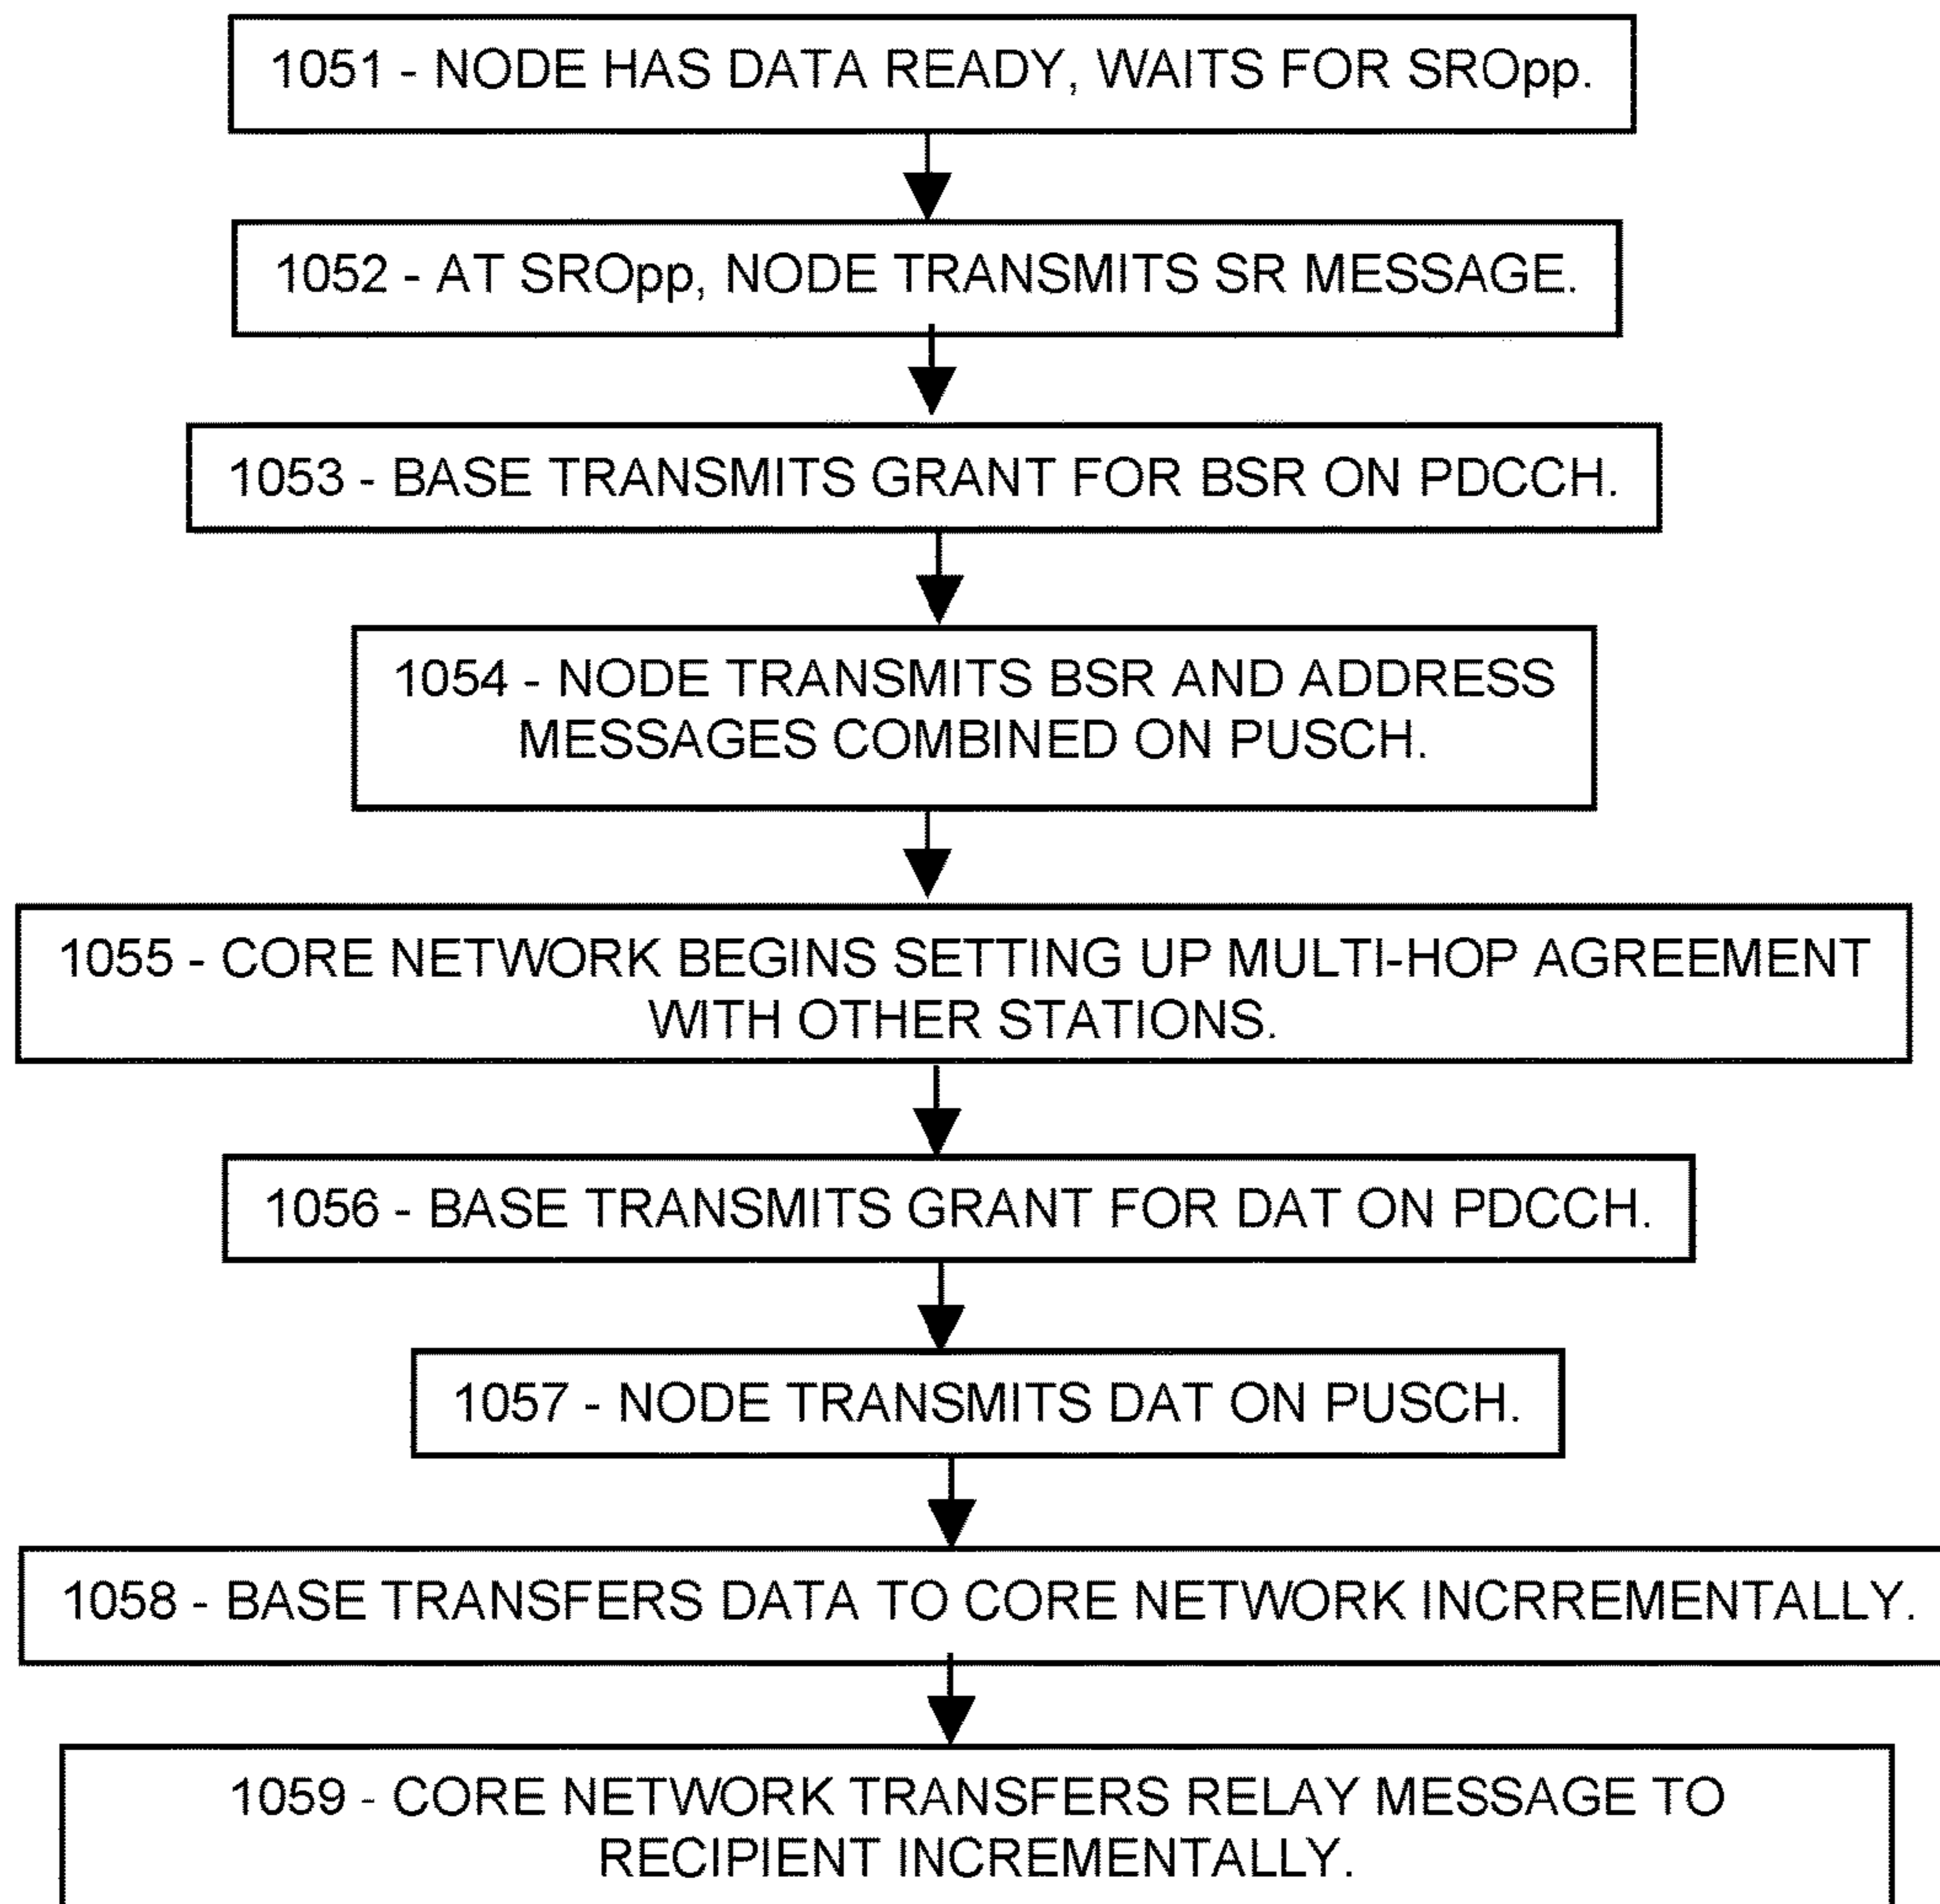 1051 - NODE HAS DATA READY, WAITS FOR SROpp.
1052 - AT SROpp, NODE TRANSMITS SR MESSAGE.
1053 - BASE TRANSMITS GRANT FOR BSR ON PDCCH.
1054 - NODE TRANSMITS BSR AND ADDRESS
MESSAGES COMBINED ON PUSCH.
1055 - CORE NETWORK BEGINS SETTING UP MULTI-HOP AGREEMENT
WITH OTHER STATIONS.
1056 - BASE TRANSMITS GRANT FOR DAT ON PDCCH.
1057 - NODE TRANSMITS DAT ON PUSCH.
1058 - BASE TRANSFERS DATA TO CORE NETWORK INCRREMENTALLY.
1059 - CORE NETWORK TRANSFERS RELAY MESSAGE TO
RECIPIENT INCREMENTALLY.